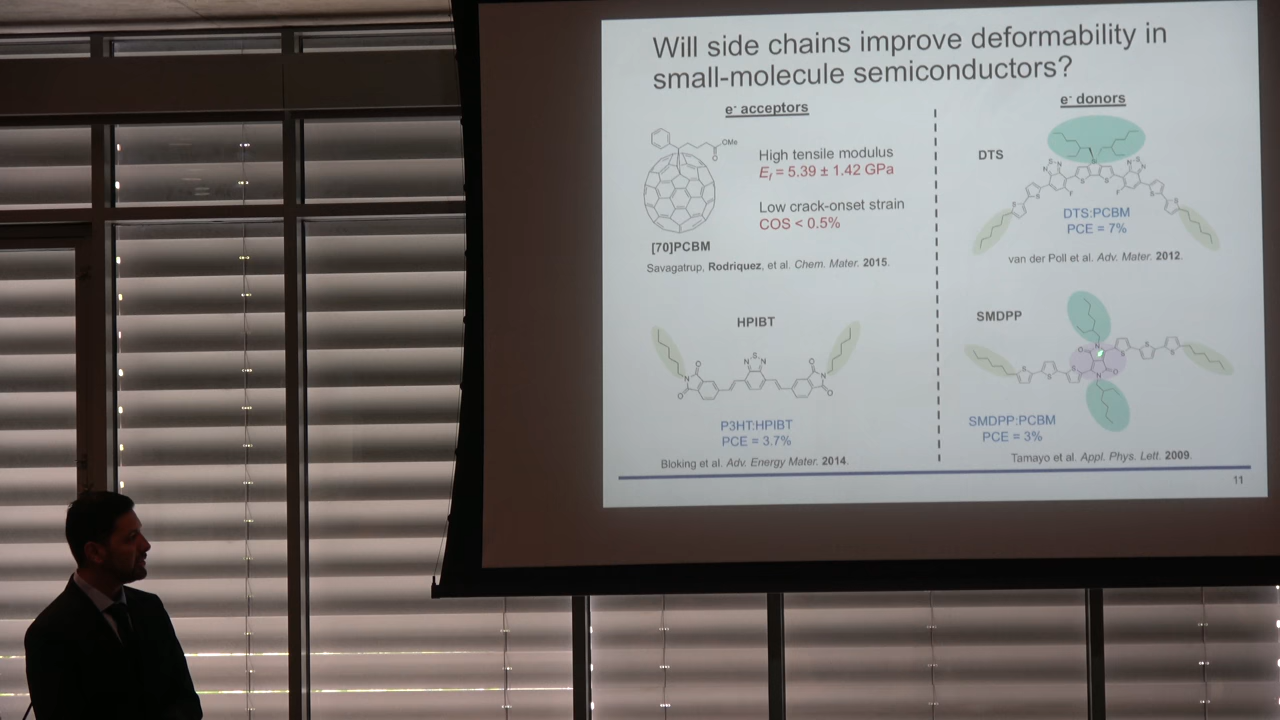 Will side chains improve deformability in
small-molecule semiconductors?
e- acceptors
OMe
O
High tensile modulus
Ef = 5.39 ± 1.42 GPa
Low crack-onset strain
COS < 0.5%
[70]PCBM
Savagatrup, Rodriquez, et al. Chem. Mater. 2015.
HPIBT
P3HT:HPIBT
PCE = 3.7%
Bloking et al. Adv. Energy Mater. 2014.
e- donors
DTS
DTS:PCBM
PCE = 7%
van der Poll et al. Adv. Mater. 2012.
SMDPP
SMDPP:PCBM
PCE = 3%
Tamayo et al. Appl. Phys. Lett. 2009.
11